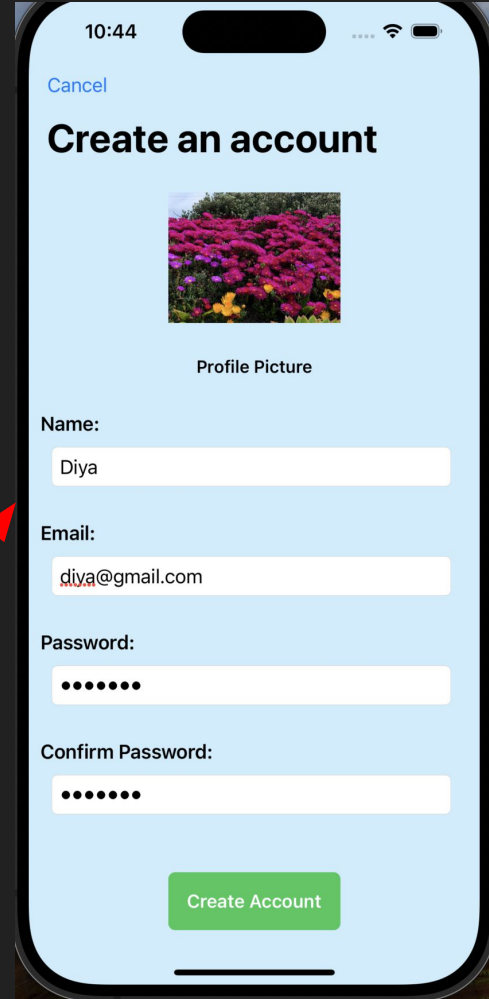 10:44
Cancel
Create an account
Profile Picture
Name:
Diya
Email:
diya@gmail.com
Password:
•••••••
Confirm Password:
•••••••
Create Account